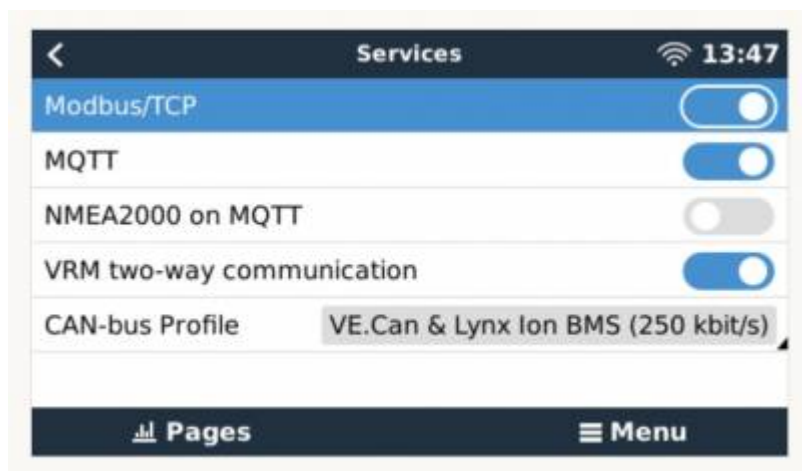 Services 13:47
Modbus/TCP
MQTT
NMEA2000 on MQTT
VRM two-way communication
CAN-bus Profile VE.Can & Lynx Ion BMS (250 kbit/s)
Pages Menu